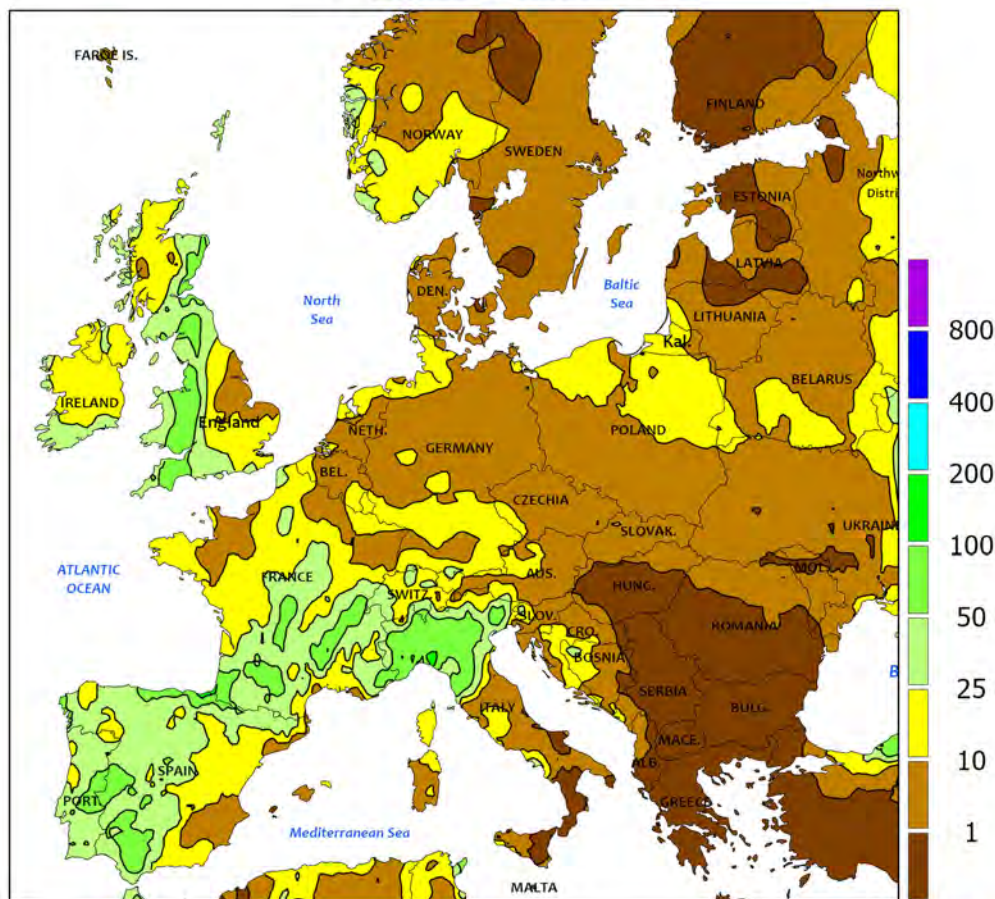 FAROE IS.
FINLAND
NORWAY
SWEDEN
Northw
Distri
ESTONIA
LATVIA
North
Sea
DEN.
Baltic
Sea
LITHUANIA
800
Kal.
BELARUS
IRELAND
England
400
NETH.
GERMANY
POLAND
BEL.
200
CZECHIA
SLOVAK.
UKRAINE
100
ATLANTIC
OCEAN
FRANCE
SWITZ.
AUS.
MOL.
HUNG.
SLOV.
ROMANIA
50
CRO.
BOSNIA
B
SERBIA
25
ITALY
BULG.
MACE.
10
SPAIN
ALB.
PORT.
GREECE
Mediterranean Sea
1
MALTA